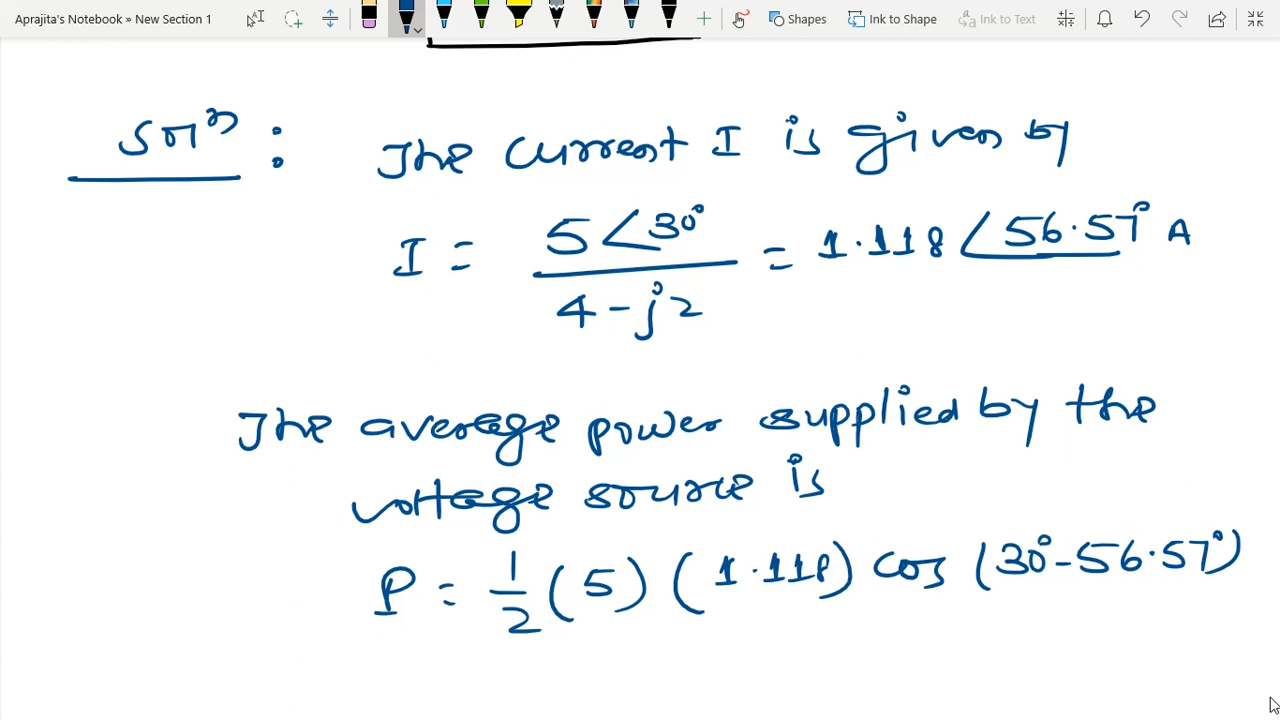 Aprajita's Notebook » New Section 1
Shapes
Ink to Shape
Ink to Text
Solⁿ :
The current I is given by
I = 5∠30° / 4 - j2 = 1.118 ∠56.57° A
The average power supplied by the
voltage source is
P = 1/2 (5) (1.118) cos (30° - 56.57°)